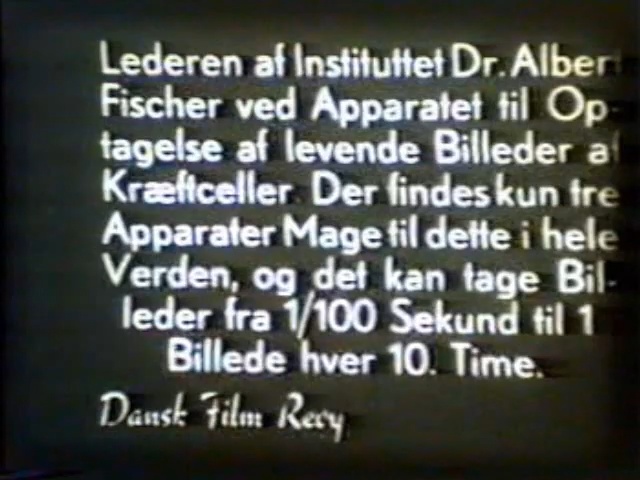 Lederen af Instituttet Dr. Alber
Fischer ved Apparatet til Op-
tagelse af levende Billeder af
Kræftceller. Der findes kun tre
Apparater Mage til dette i hele
Verden, og det kan tage Bil-
leder fra 1/100 Sekund til 1
Billede hver 10. Time.
Dansk Film Revy